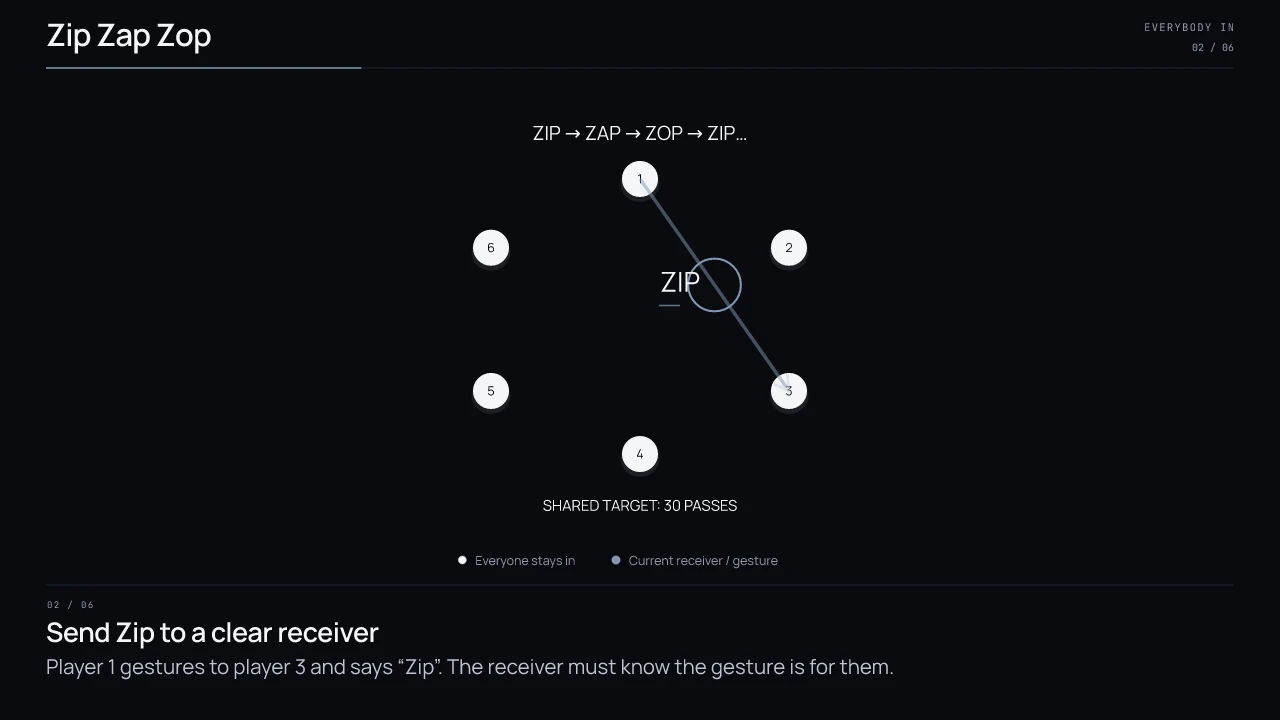 Zip Zap Zop
EVERYBODY IN
02 / 06
ZIP → ZAP → ZOP → ZIP...
1
6
2
ZIP
5
3
4
SHARED TARGET: 30 PASSES
Everyone stays in
Current receiver / gesture
02 / 06
Send Zip to a clear receiver
Player 1 gestures to player 3 and says “Zip”. The receiver must know the gesture is for them.